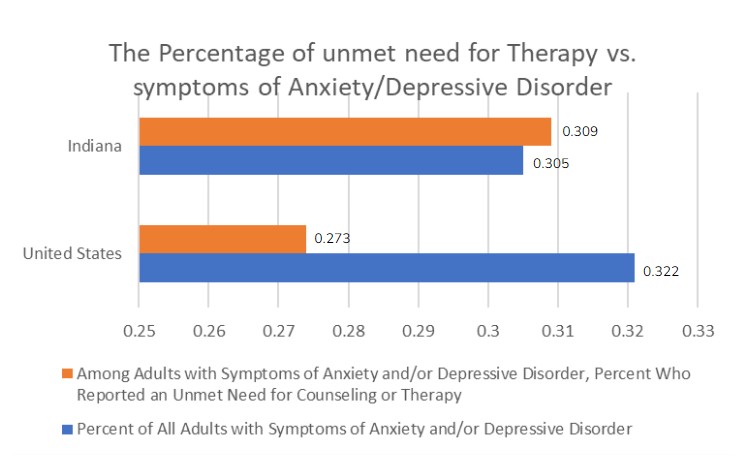 The Percentage of unmet need for Therapy vs.
symptoms of Anxiety/Depressive Disorder
Indiana
0.309
0.305
United States
0.273
0.322
0.25 0.26 0.27 0.28 0.29 0.3 0.31 0.32 0.33
Among Adults with Symptoms of Anxiety and/or Depressive Disorder, Percent Who
Reported an Unmet Need for Counseling or Therapy
Percent of All Adults with Symptoms of Anxiety and/or Depressive Disorder